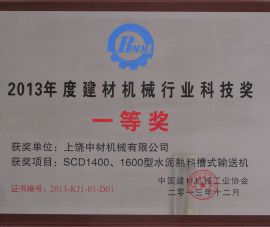 2013年度建材机械行业科技奖
一等奖
获奖单位：上饶中材机械有限公司
获奖项目：SCD1400、1600型水泥熟料槽式输送机
中国建材机械工业协会
证书编号：2013-KJ1-01-D01
二零一三年十二月